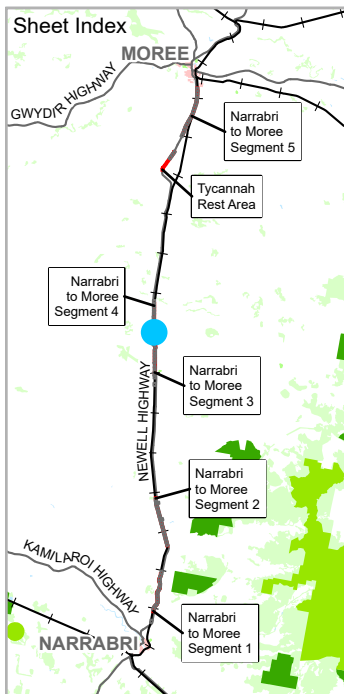 Sheet Index
MOREE
GWYDIR HIGHWAY
Narrabri
to Moree
Segment 5
Tycannah
Rest Area
Narrabri
to Moree
Segment 4
Narrabri
to Moree
Segment 3
NEWELL HIGHWAY
Narrabri
to Moree
Segment 2
KAMILAROI HIGHWAY
Narrabri
to Moree
Segment 1
NARRABRI